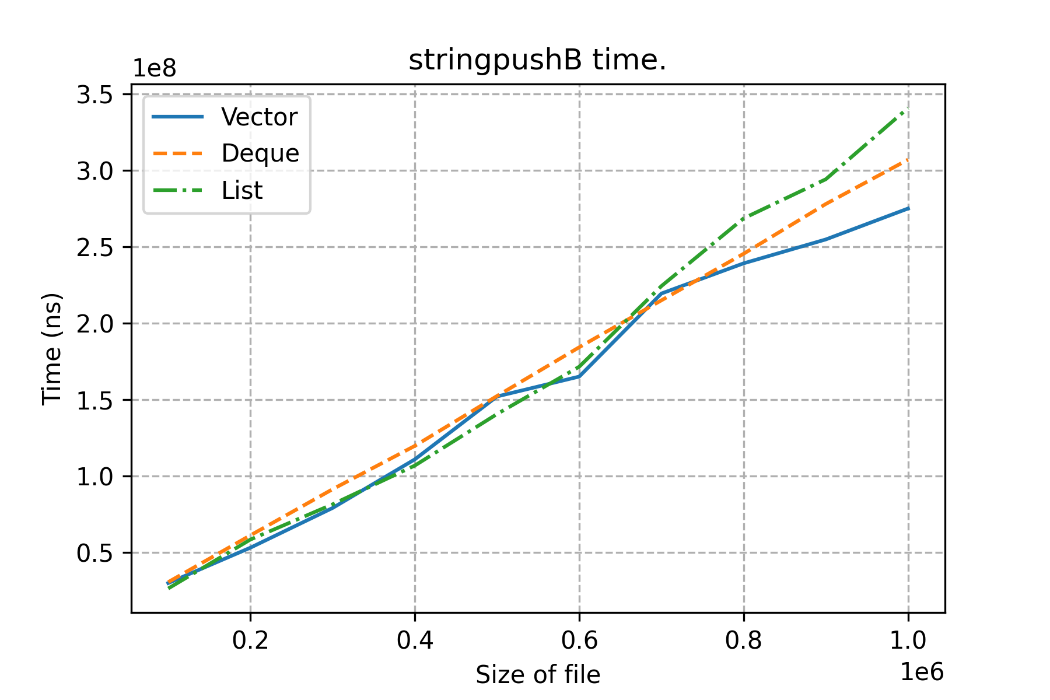 stringpushB time.
1e8
3.5
3.0
2.5
2.0
1.5
1.0
0.5
Time (ns)
Vector
Deque
List
0.2 0.4 0.6 0.8 1.0
Size of file
1e6